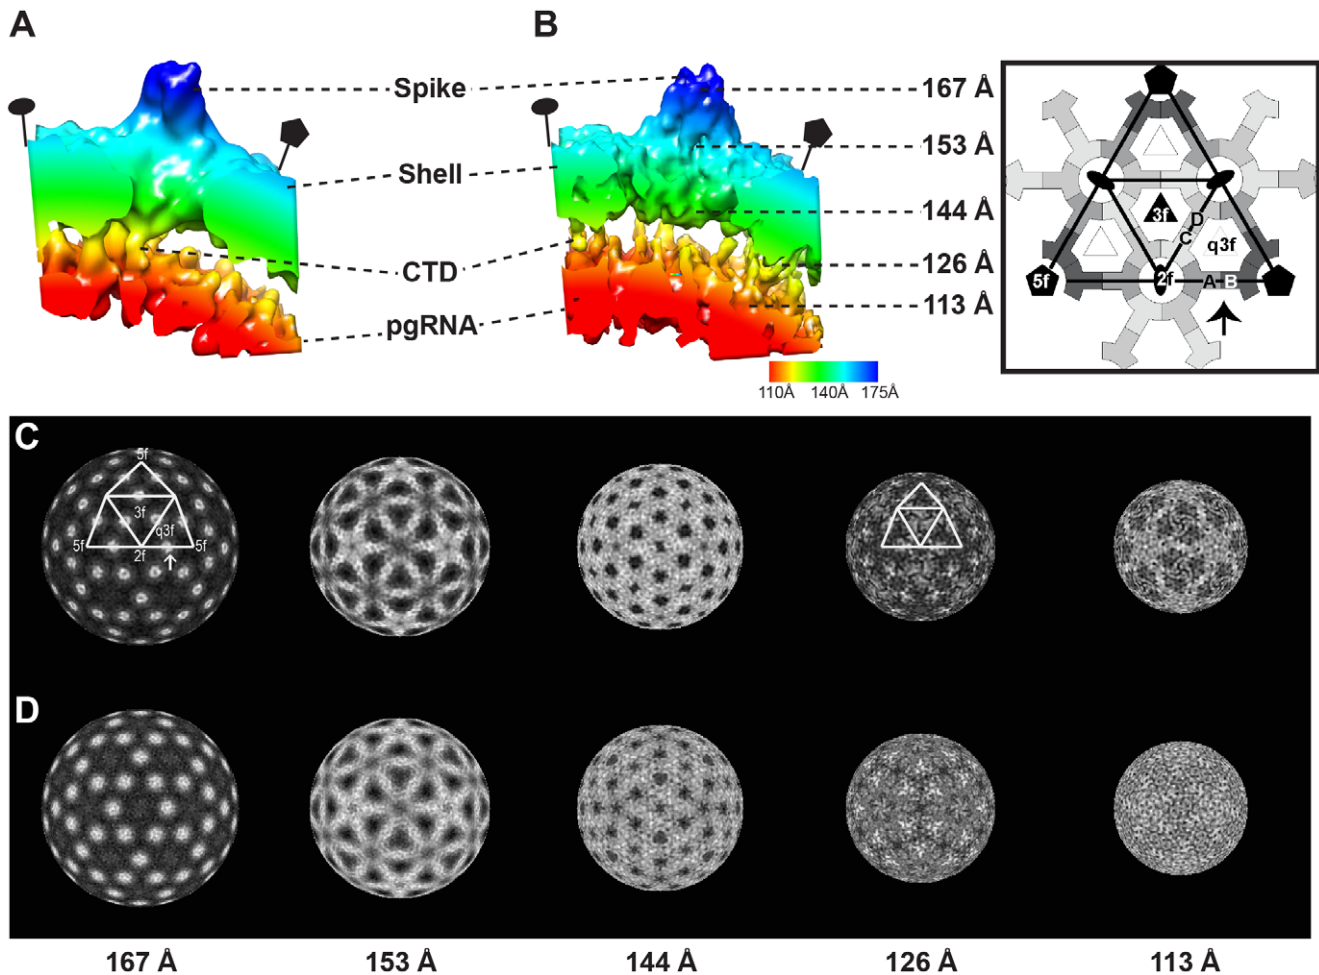 A
B
Spike
167 Å
153 Å
Shell
144 Å
CTD
126 Å
113 Å
pgRNA
110Å 140Å 175Å
3f
D
C
q3f
5f
2f
A
B
C
5f
3f
q3f
5f
2f
5f
D
167 Å 153 Å 144 Å 126 Å 113 Å